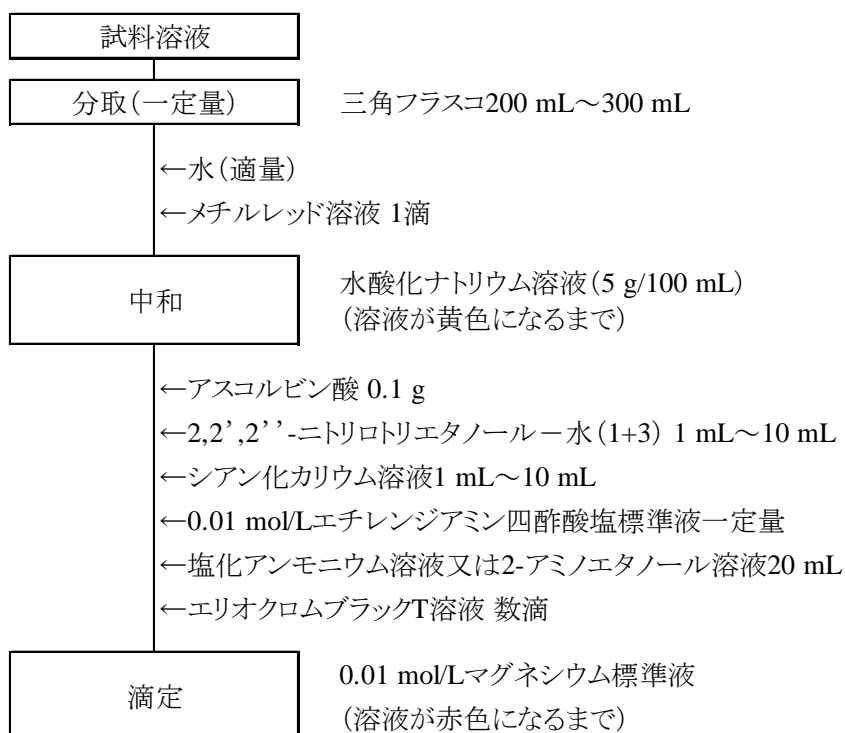 試料溶液
分取（一定量）
三角フラスコ200 mL～300 mL
←水（適量）
←メチルレッド溶液 1滴
中和
水酸化ナトリウム溶液（5 g/100 mL）
（溶液が黄色になるまで）
←アスコルビン酸 0.1 g
←2,2’,2’’-ニトリロトリエタノール－水（1+3） 1 mL～10 mL
←シアン化カリウム溶液1 mL～10 mL
←0.01 mol/Lエチレンジアミン四酢酸塩標準液一定量
←塩化アンモニウム溶液又は2-アミノエタノール溶液20 mL
←エリオクロムブラックT溶液 数滴
滴定
0.01 mol/Lマグネシウム標準液
（溶液が赤色になるまで）